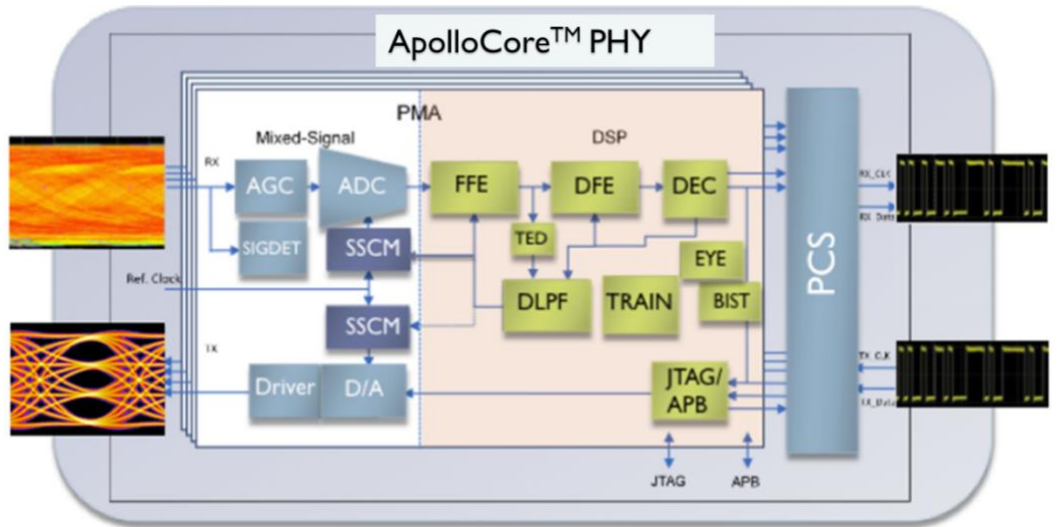 ApolloCore™ PHY
PMA
Mixed-Signal
DSP
RX
AGC
ADC
FFE
DFE
DEC
RX_CLK
RX_Data
SIGDET
SSCM
TED
EYE
Ref. Clock
DLPF
TRAIN
BIST
PCS
SSCM
TX
Driver
D/A
JTAG/
APB
TX_CLK
TX_Data
JTAG
APB